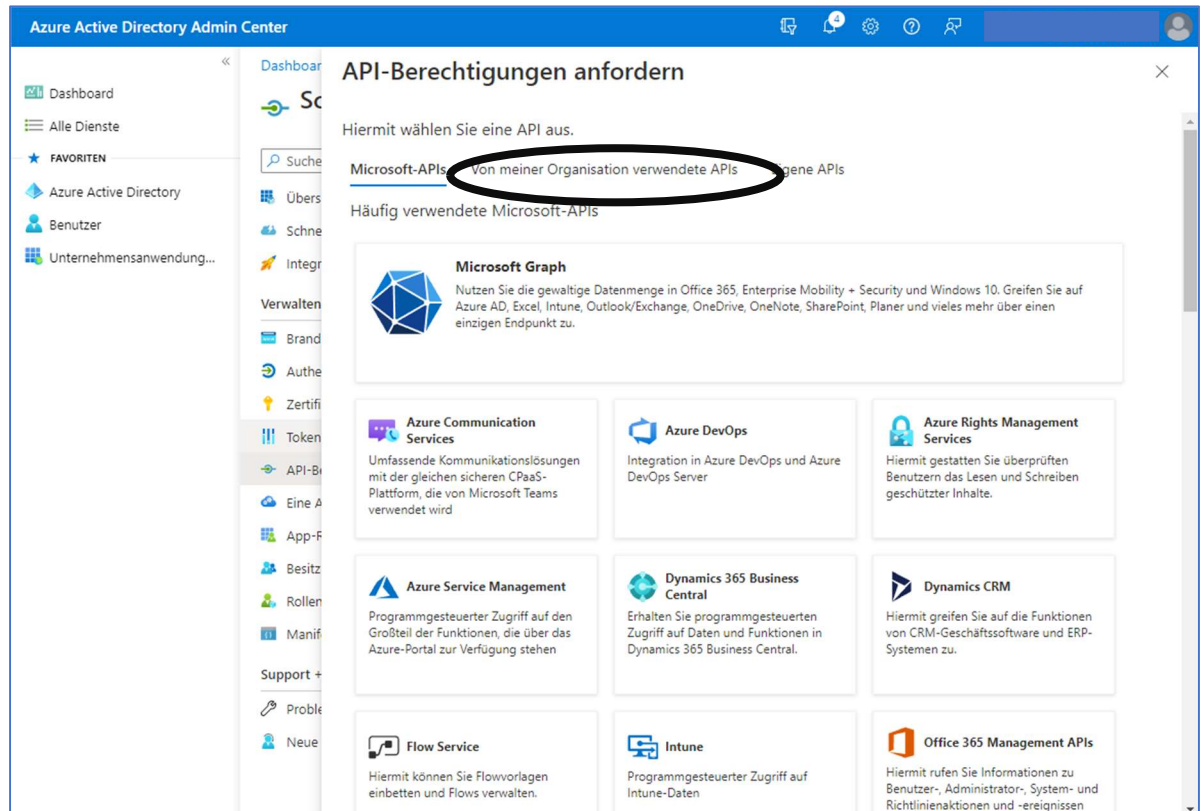 Azure Active Directory Admin Center
4
«
Dashboard
Alle Dienste
FAVORITEN
Azure Active Directory
Benutzer
Unternehmensanwendung...
Dashboar
Sc
Suche
Übers
Schne
Integr
Verwalten
Brand
Authe
Zertifi
Token
API-Be
Eine A
App-R
Besitz
Rollen
Manif
Support +
Proble
Neue
API-Berechtigungen anfordern
Hiermit wählen Sie eine API aus.
Microsoft-APIs Von meiner Organisation verwendete APIs igene APIs
Häufig verwendete Microsoft-APIs
Microsoft Graph
Nutzen Sie die gewaltige Datenmenge in Office 365, Enterprise Mobility + Security und Windows 10. Greifen Sie auf
Azure AD, Excel, Intune, Outlook/Exchange, OneDrive, OneNote, SharePoint, Planer und vieles mehr über einen
einzigen Endpunkt zu.
Azure Communication
Services
Umfassende Kommunikationslösungen
mit der gleichen sicheren CPaaS-
Plattform, die von Microsoft Teams
verwendet wird
Azure DevOps
Integration in Azure DevOps und Azure
DevOps Server
Azure Rights Management
Services
Hiermit gestatten Sie überprüften
Benutzern das Lesen und Schreiben
geschützter Inhalte.
Azure Service Management
Programmgesteuerter Zugriff auf den
Großteil der Funktionen, die über das
Azure-Portal zur Verfügung stehen
Dynamics 365 Business
Central
Erhalten Sie programmgesteuerten
Zugriff auf Daten und Funktionen in
Dynamics 365 Business Central.
Dynamics CRM
Hiermit greifen Sie auf die Funktionen
von CRM-Geschäftssoftware und ERP-
Systemen zu.
Flow Service
Hiermit können Sie Flowvorlagen
einbetten und Flows verwalten.
Intune
Programmgesteuerter Zugriff auf
Intune-Daten
Office 365 Management APIs
Hiermit rufen Sie Informationen zu
Benutzer-, Administrator-, System- und
Richtlinienaktionen und -ereignissen